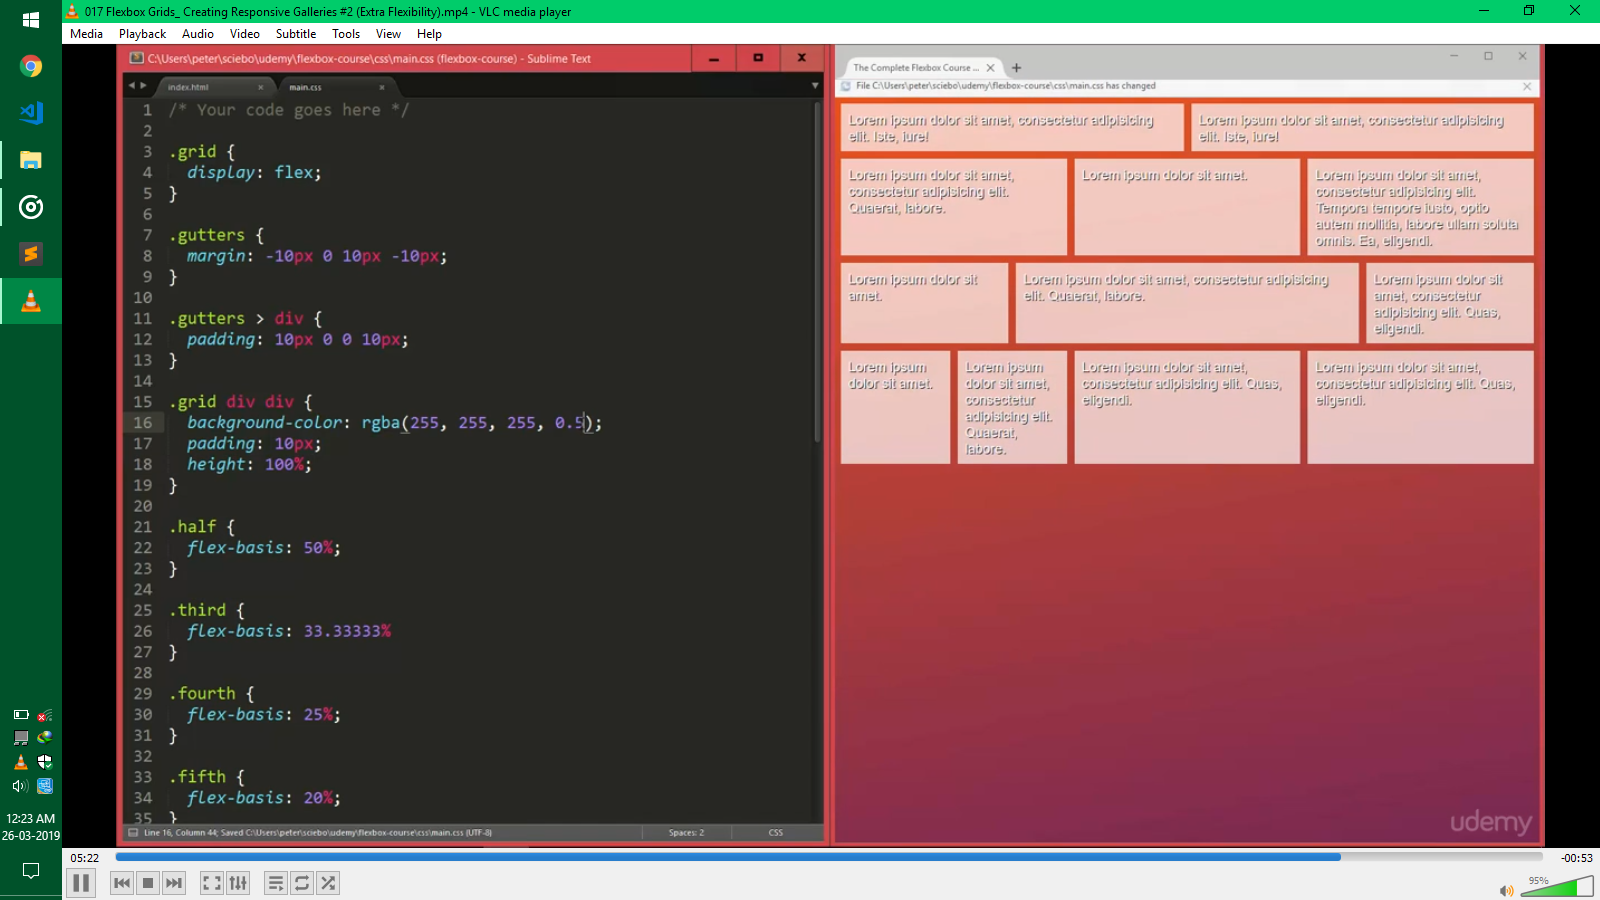 017 Flexbox Grids_ Creating Responsive Galleries #2 (Extra Flexibility).mp4 - VLC media player
Media Playback Audio Video Subtitle Tools View Help
C:\Users\peter\sciebo\udemy\flexbox-course\css\main.css (flexbox-course) - Sublime Text
index.html
main.css
1 /* Your code goes here */
2
3 .grid {
4 display: flex;
5 }
6
7 .gutters {
8 margin: -10px 0 10px -10px;
9 }
10
11 .gutters > div {
12 padding: 10px 0 0 10px;
13 }
14
15 .grid div div {
16 background-color: rgba(255, 255, 255, 0.5);
17 padding: 10px;
18 height: 100%;
19 }
20
21 .half {
22 flex-basis: 50%;
23 }
24
25 .third {
26 flex-basis: 33.33333%
27 }
28
29 .fourth {
30 flex-basis: 25%;
31 }
32
33 .fifth {
34 flex-basis: 20%;
35 }
Line 16, Column 44; Saved C:\Users\peter\sciebo\udemy\flexbox-course\css\main.css (UTF-8)
Spaces: 2
CSS
The Complete Flexbox Course ...
File C:\Users\peter\sciebo\udemy\flexbox-course\css\main.css has changed
Lorem ipsum dolor sit amet, consectetur adipisicing
elit. Iste, iure!
Lorem ipsum dolor sit amet, consectetur adipisicing
elit. Iste, iure!
Lorem ipsum dolor sit amet,
consectetur adipisicing elit.
Quaerat, labore.
Lorem ipsum dolor sit amet.
Lorem ipsum dolor sit amet,
consectetur adipisicing elit.
Tempora tempore iusto, optio
autem mollitia, labore ullam soluta
omnis. Ea, eligendi.
Lorem ipsum dolor sit
amet.
Lorem ipsum dolor sit amet, consectetur adipisicing
elit. Quaerat, labore.
Lorem ipsum dolor sit
amet, consectetur
adipisicing elit. Quas,
eligendi.
Lorem ipsum
dolor sit amet.
Lorem ipsum
dolor sit amet,
consectetur
adipisicing elit.
Quaerat,
labore.
Lorem ipsum dolor sit amet,
consectetur adipisicing elit. Quas,
eligendi.
Lorem ipsum dolor sit amet,
consectetur adipisicing elit. Quas,
eligendi.
udemy
12:23 AM
26-03-2019
05:22
-00:53
95%